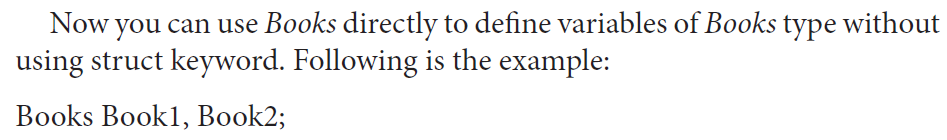 Now you can use Books directly to define variables of Books type without
using struct keyword. Following is the example:
Books Book1, Book2;